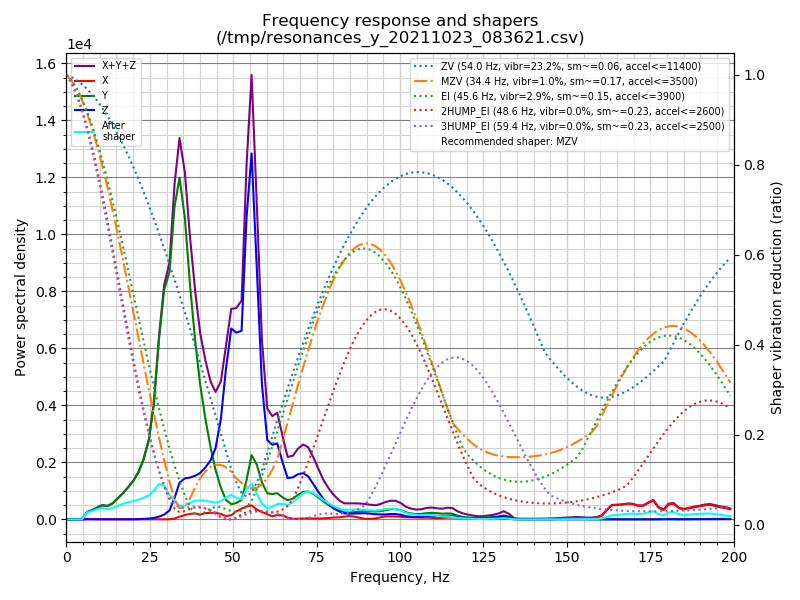 Frequency response and shapers
(/tmp/resonances_y_20211023_083621.csv)
1e4
X+Y+Z
X
Y
Z
After
shaper
ZV (54.0 Hz, vibr=23.2%, sm~=0.06, accel<=11400)
MZV (34.4 Hz, vibr=1.0%, sm~=0.17, accel<=3500)
EI (45.6 Hz, vibr=2.9%, sm~=0.15, accel<=3900)
2HUMP_EI (48.6 Hz, vibr=0.0%, sm~=0.23, accel<=2600)
3HUMP_EI (59.4 Hz, vibr=0.0%, sm~=0.23, accel<=2500)
Recommended shaper: MZV
1.6
1.4
1.2
1.0
0.8
0.6
0.4
0.2
0.0
Power spectral density
1.0
0.8
0.6
0.4
0.2
0.0
Shaper vibration reduction (ratio)
0 25 50 75 100 125 150 175 200
Frequency, Hz